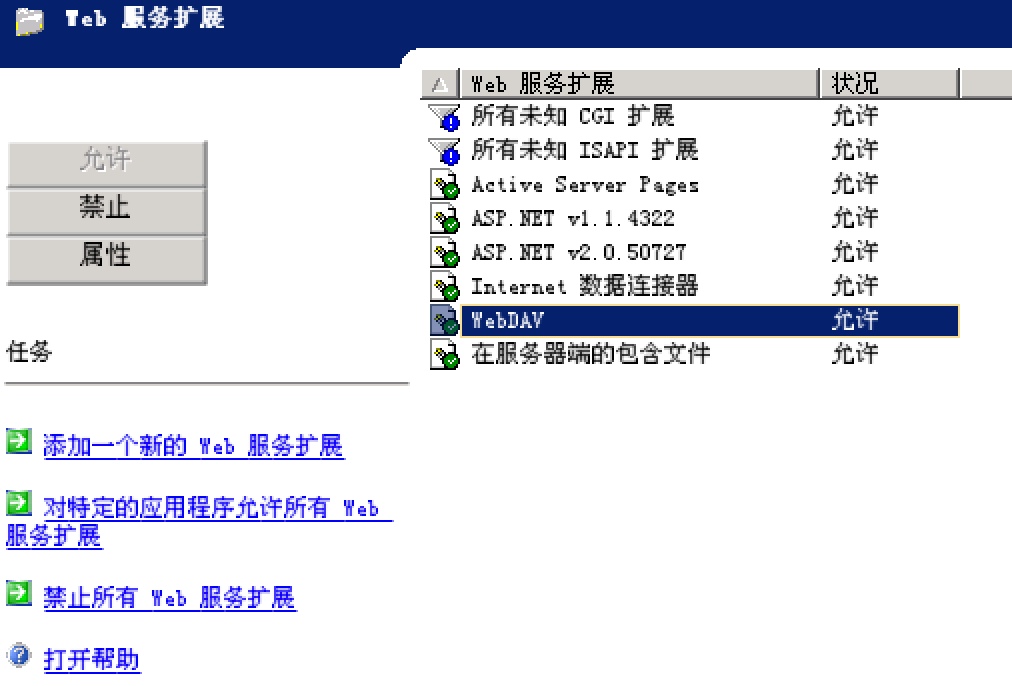 Web 服务扩展
允许
禁止
属性
任务
添加一个新的 Web 服务扩展
对特定的应用程序允许所有 Web
服务扩展
禁止所有 Web 服务扩展
打开帮助
Web 服务扩展 状况
所有未知 CGI 扩展 允许
所有未知 ISAPI 扩展 允许
Active Server Pages 允许
ASP.NET v1.1.4322 允许
ASP.NET v2.0.50727 允许
Internet 数据连接器 允许
WebDAV 允许
在服务器端的包含文件 允许